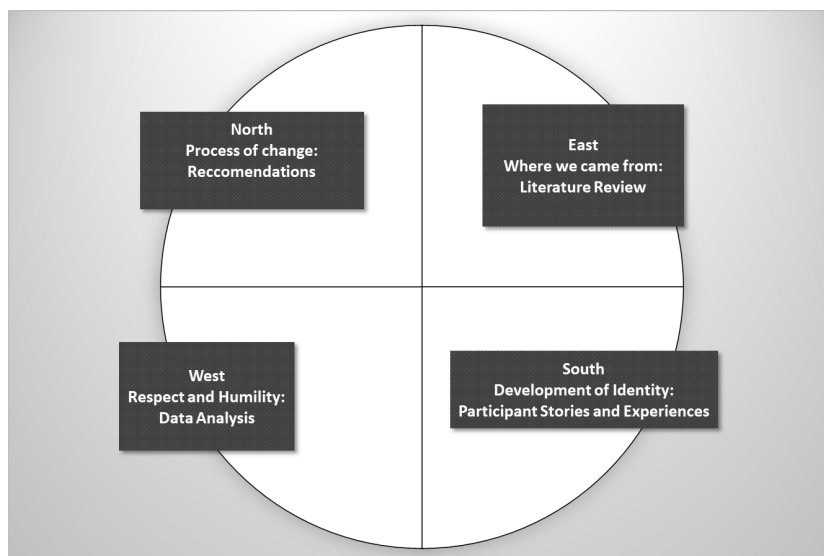 North
Process of change:
Reccomendations
East
Where we came from:
Literature Review
West
Respect and Humility:
Data Analysis
South
Development of Identity:
Participant Stories and Experiences